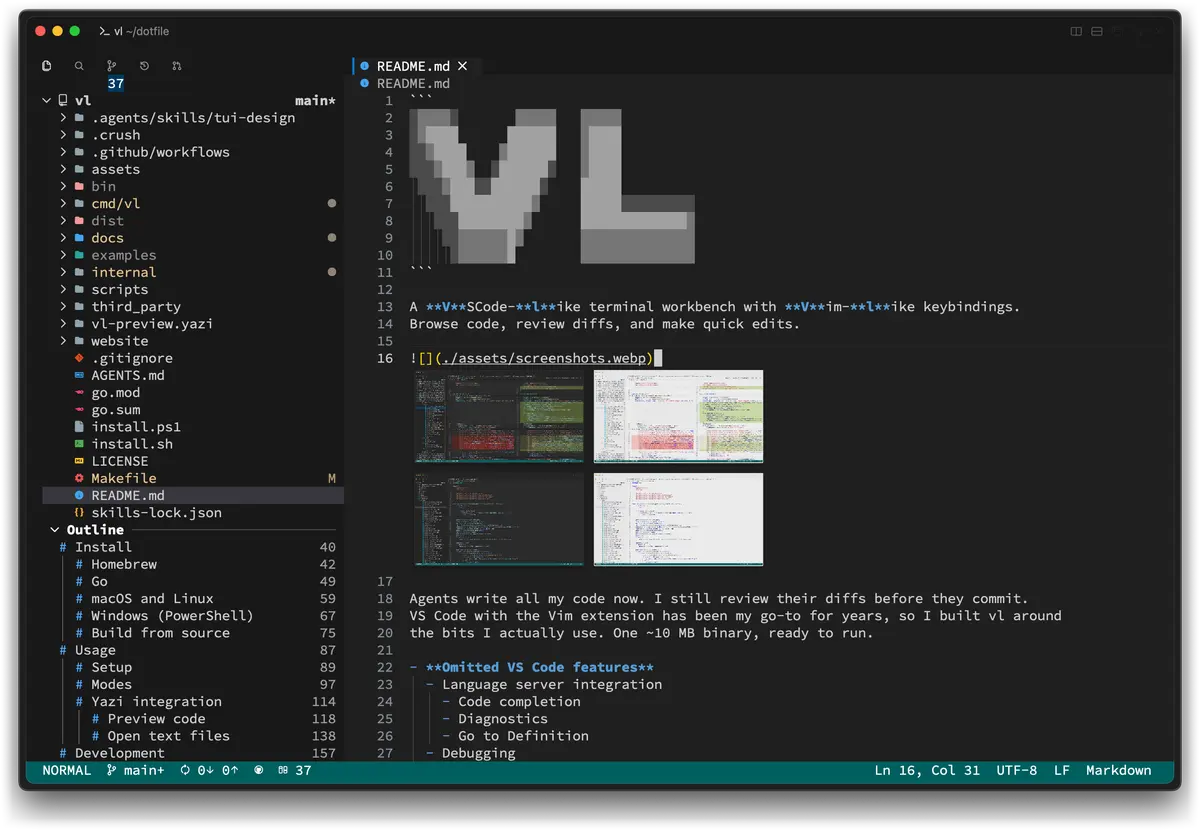 vl ~/dotfile
37
vl main*
.agents/skills/tui-design
.crush
.github/workflows
assets
bin
cmd/vl
dist
docs
examples
internal
scripts
third_party
vl-preview.yazi
website
.gitignore
AGENTS.md
go.mod
go.sum
install.ps1
install.sh
LICENSE
Makefile M
README.md
skills-lock.json
Outline
# Install 40
# Homebrew 42
# Go 49
# macOS and Linux 59
# Windows (PowerShell) 67
# Build from source 75
# Usage 87
# Setup 89
# Modes 97
# Yazi integration 114
# Preview code 118
# Open text files 138
# Development 157
README.md ×
README.md
1 ```
2
3
4
5
6
7
8
9
10
11 ```
VL
12
13 A **V**SCode-**l**ike terminal workbench with **V**im-**l**ike keybindings.
14 Browse code, review diffs, and make quick edits.
15
16 ![](./assets/screenshots.webp)
17
18 Agents write all my code now. I still review their diffs before they commit.
19 VS Code with the Vim extension has been my go-to for years, so I built vl around
20 the bits I actually use. One ~10 MB binary, ready to run.
21
22 - **Omitted VS Code features**
23 - Language server integration
24 - Code completion
25 - Diagnostics
26 - Go to Definition
27 - Debugging
NORMAL main+ 0↓ 0↑ 37 Ln 16, Col 31 UTF-8 LF Markdown